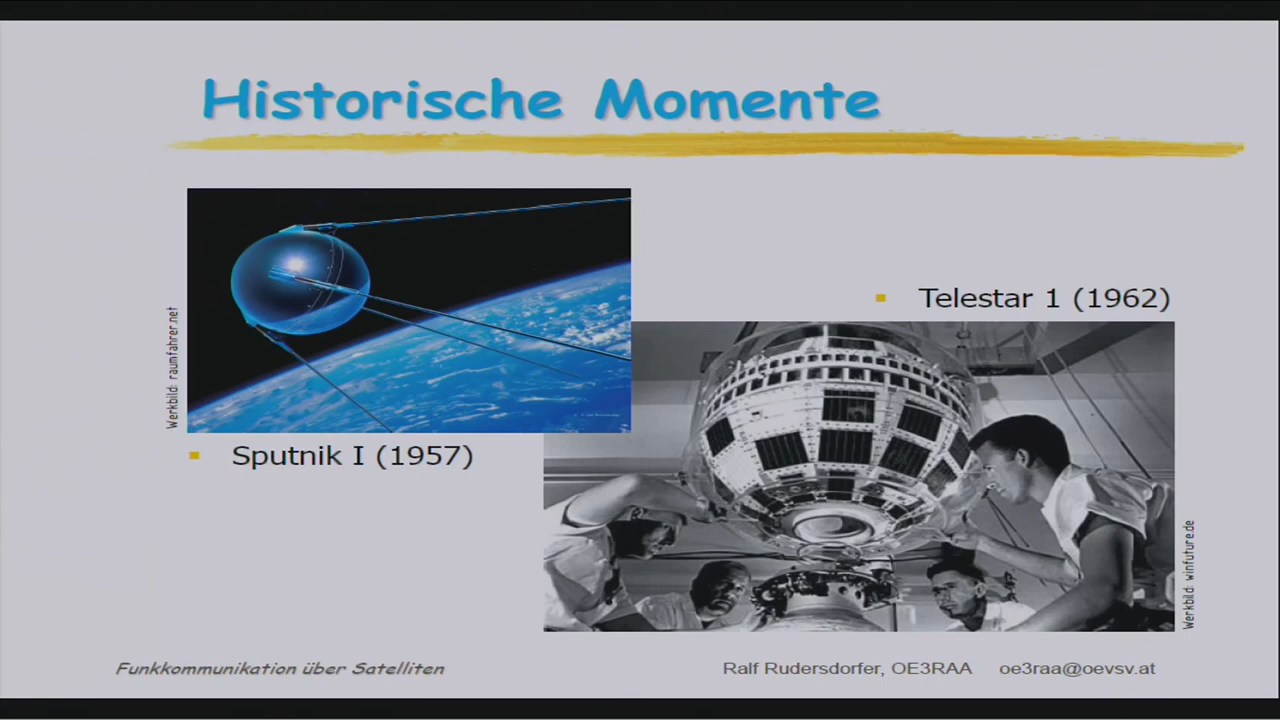 Historische Momente
Werkbild: raumfahrer.net
Telestar 1 (1962)
Sputnik I (1957)
Werkbild: winfuture.de
Funkkommunikation über Satelliten
Ralf Rudersdorfer, OE3RAA oe3raa@oevsv.at